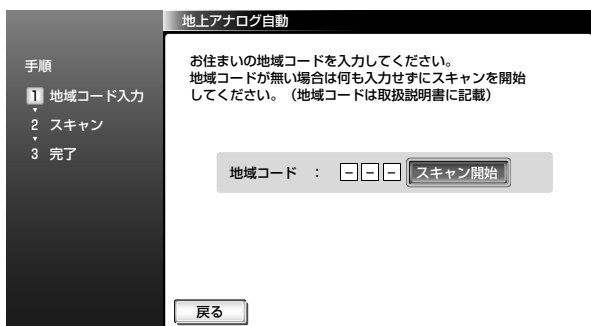 地上アナログ自動
手順
1 地域コード入力
2 スキャン
3 完了
お住まいの地域コードを入力してください。
地域コードが無い場合は何も入力せずにスキャンを開始
してください。（地域コードは取扱説明書に記載）
地域コード ： − − − スキャン開始
戻る